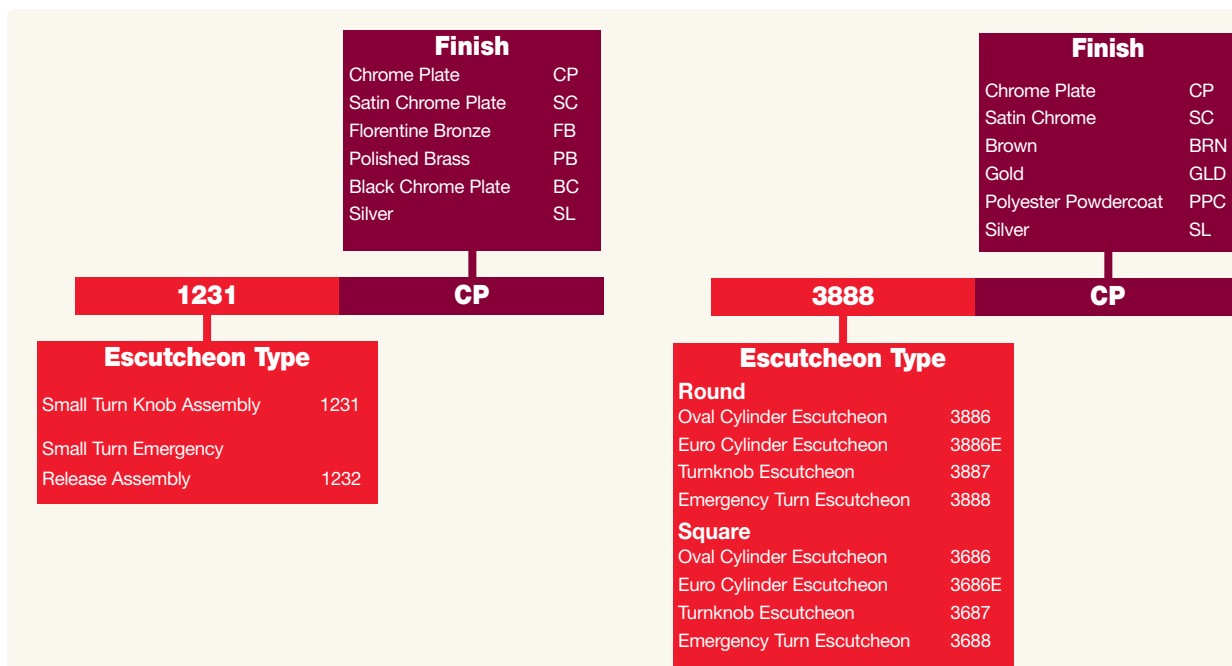 Finish
Chrome Plate CP
Satin Chrome Plate SC
Florentine Bronze FB
Polished Brass PB
Black Chrome Plate BC
Silver SL
1231 CP
Escutcheon Type
Small Turn Knob Assembly 1231
Small Turn Emergency
Release Assembly 1232
Finish
Chrome Plate CP
Satin Chrome SC
Brown BRN
Gold GLD
Polyester Powdercoat PPC
Silver SL
3888 CP
Escutcheon Type
Round
Oval Cylinder Escutcheon 3886
Euro Cylinder Escutcheon 3886E
Turnknob Escutcheon 3887
Emergency Turn Escutcheon 3888
Square
Oval Cylinder Escutcheon 3686
Euro Cylinder Escutcheon 3686E
Turnknob Escutcheon 3687
Emergency Turn Escutcheon 3688